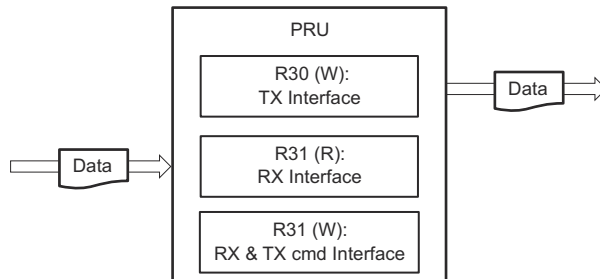 PRU
R30 (W):
TX Interface
Data
Data
R31 (R):
RX Interface
R31 (W):
RX & TX cmd Interface